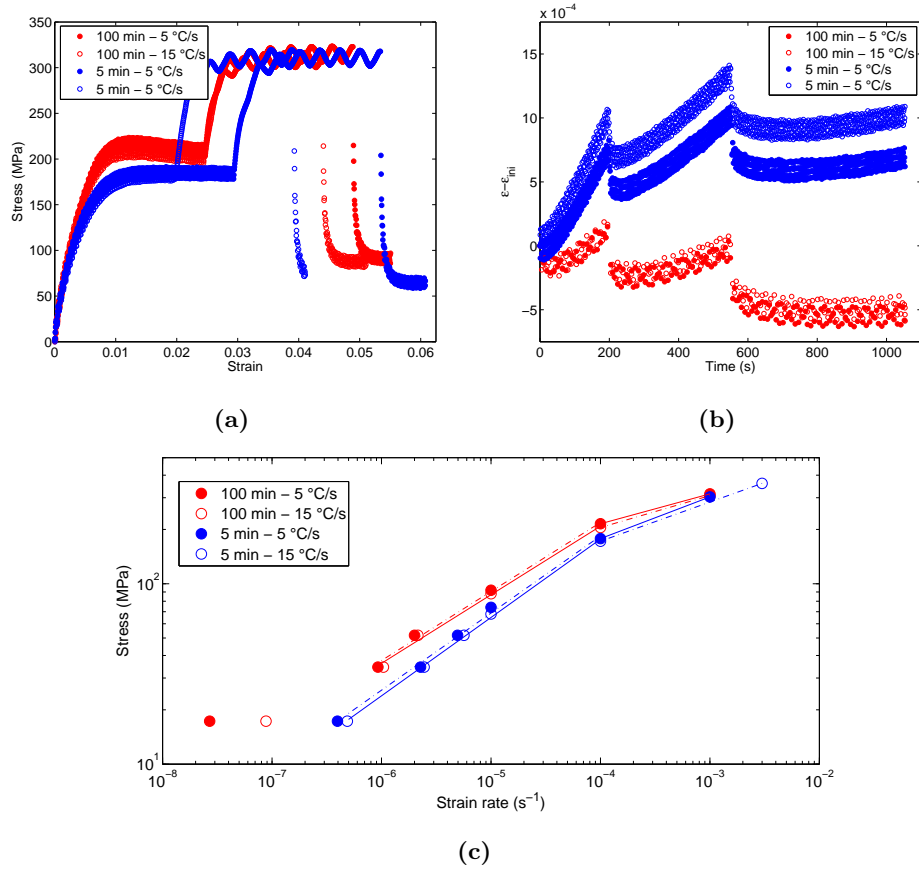 350
300
250
200
150
100
50
0
Stress (MPa)
0
0.01
0.02
0.03
0.04
0.05
0.06
Strain
100 min – 5 °C/s
100 min – 15 °C/s
5 min – 5 °C/s
5 min – 5 °C/s
(a)
x 10⁻⁴
15
10
5
0
−5
ε−ε_ini
0
200
400
600
800
1000
Time (s)
100 min – 5 °C/s
100 min – 15 °C/s
5 min – 5 °C/s
5 min – 5 °C/s
(b)
10²
10¹
Stress (MPa)
10⁻⁸
10⁻⁷
10⁻⁶
10⁻⁵
10⁻⁴
10⁻³
10⁻²
Strain rate (s⁻¹)
100 min – 5 °C/s
100 min – 15 °C/s
5 min – 5 °C/s
5 min – 15 °C/s
(c)